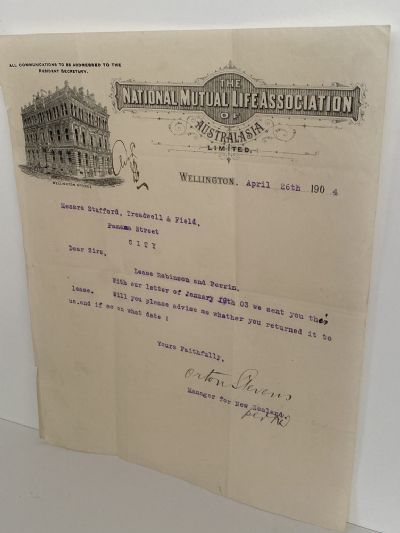 ALL COMMUNICATIONS TO BE ADDRESSED TO THE
RESIDENT SECRETARY.
THE
NATIONAL MUTUAL LIFE ASSOCIATION
OF
AUSTRALASIA
LIMITED.
WELLINGTON OFFICES
WELLINGTON, April 26th 1904
Messrs Stafford, Treadwell & Field,
Panama Street
CITY
Dear Sirs,
Lease Robinson and Perrin.
With our letter of January 19th 03 we sent you the
lease. Will you please advise me whether you returned it to
us.and if so on what date :
Yours Faithfully,
Orton Stevens
Manager for New Zealand.
per